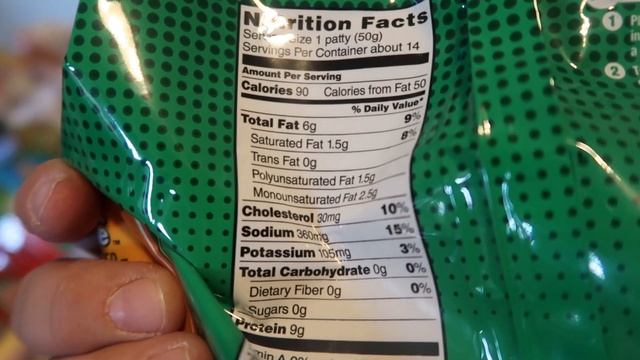 Nutrition Facts
Serving Size 1 patty (50g)
Servings Per Container about 14
Amount Per Serving
Calories 90 Calories from Fat 50
% Daily Value*
Total Fat 6g 9%
Saturated Fat 1.5g 8%
Trans Fat 0g
Polyunsaturated Fat 1.5g
Monounsaturated Fat 2.5g
Cholesterol 30mg 10%
Sodium 360mg 15%
Potassium 105mg 3%
Total Carbohydrate 0g 0%
Dietary Fiber 0g 0%
Sugars 0g
Protein 9g
1
2